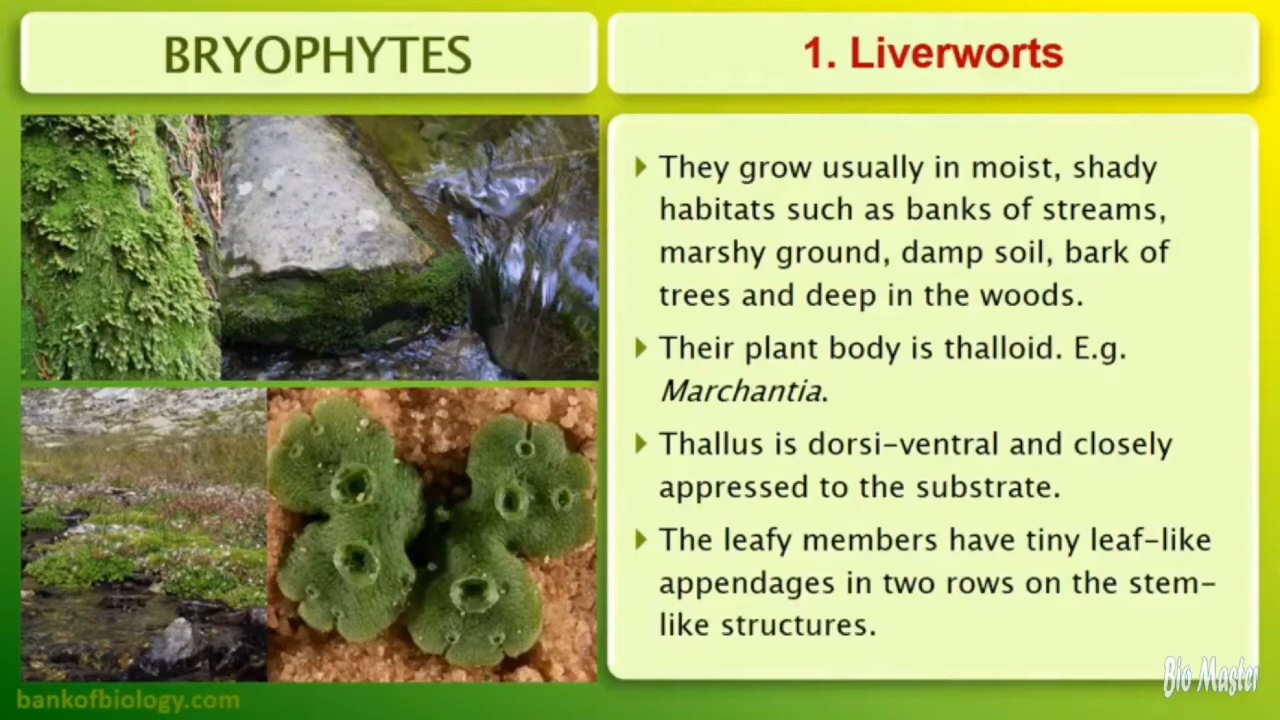 BRYOPHYTES
1. Liverworts
They grow usually in moist, shady
habitats such as banks of streams,
marshy ground, damp soil, bark of
trees and deep in the woods.
Their plant body is thalloid. E.g.
Marchantia.
Thallus is dorsi-ventral and closely
appressed to the substrate.
The leafy members have tiny leaf-like
appendages in two rows on the stem-
like structures.
bankofbiology.com
Bio Master